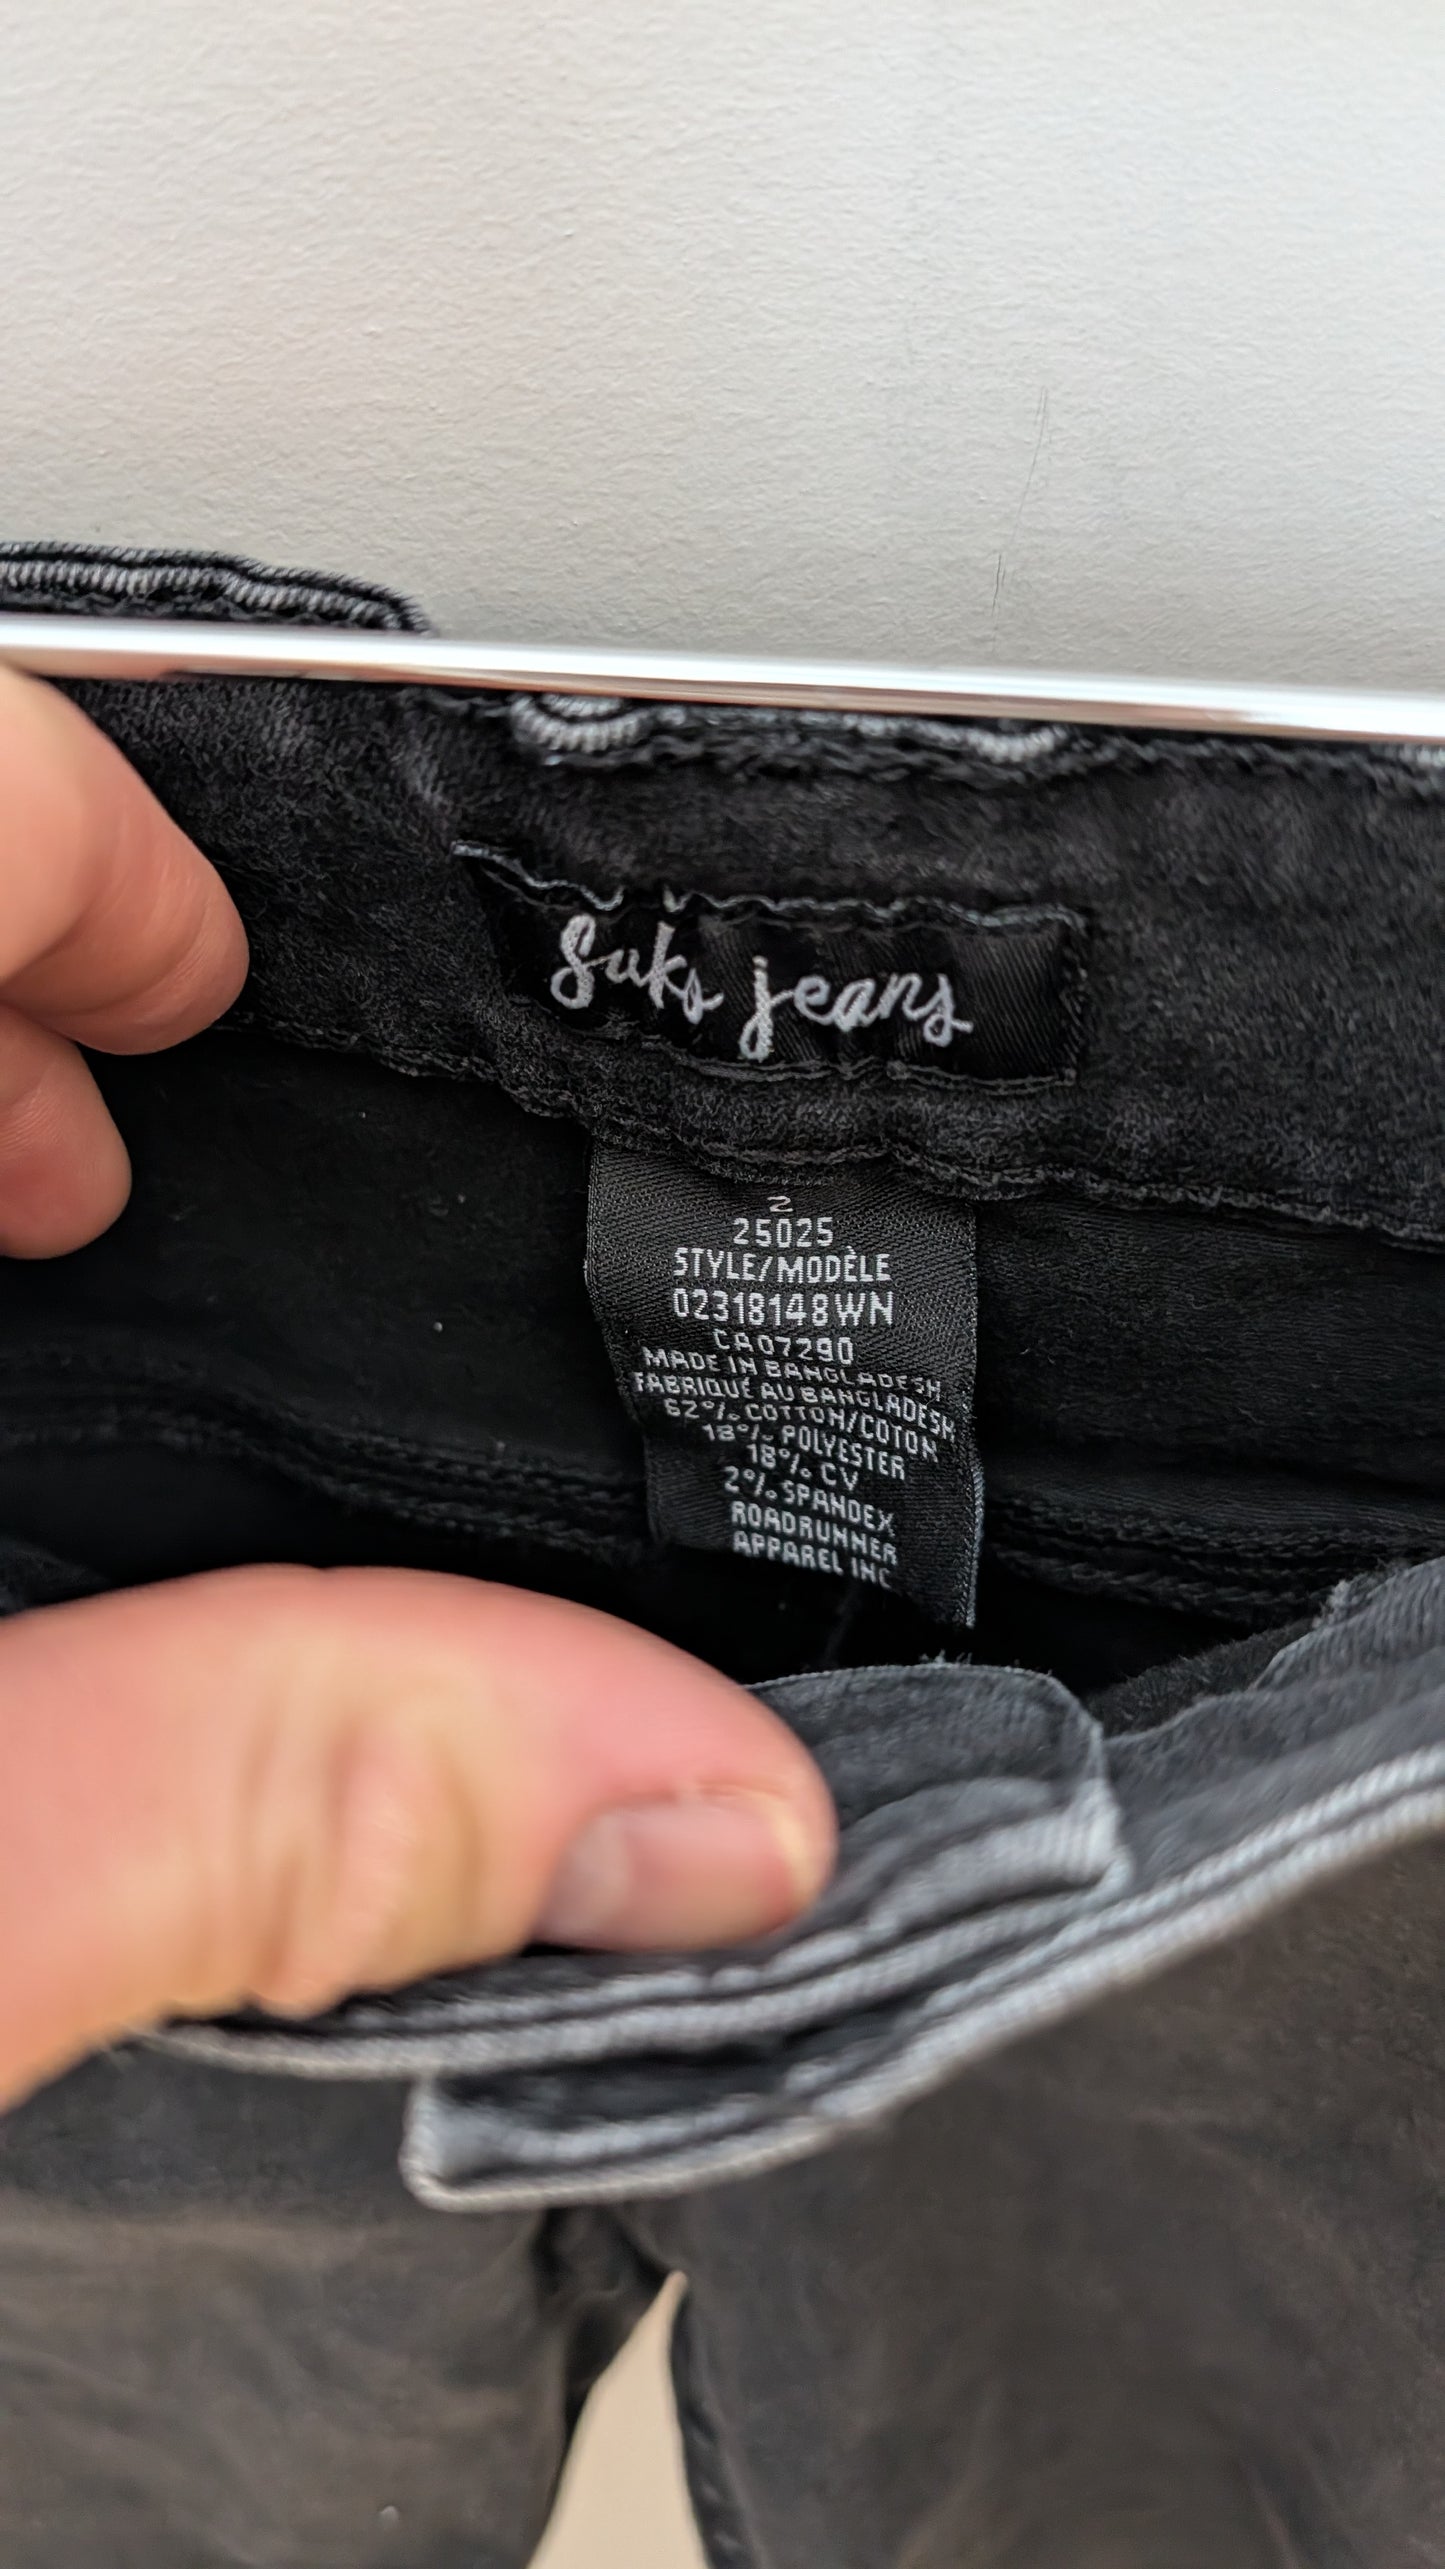 Suko jeans
2
25025
STYLE/MODÈLE
02318148WN
CA07290
MADE IN BANGLADESH
FABRIQUÉ AU BANGLADESH
62% COTTON/COTON
18% POLYESTER
18% CV
2% SPANDEX
ROADRUNNER
APPAREL INC